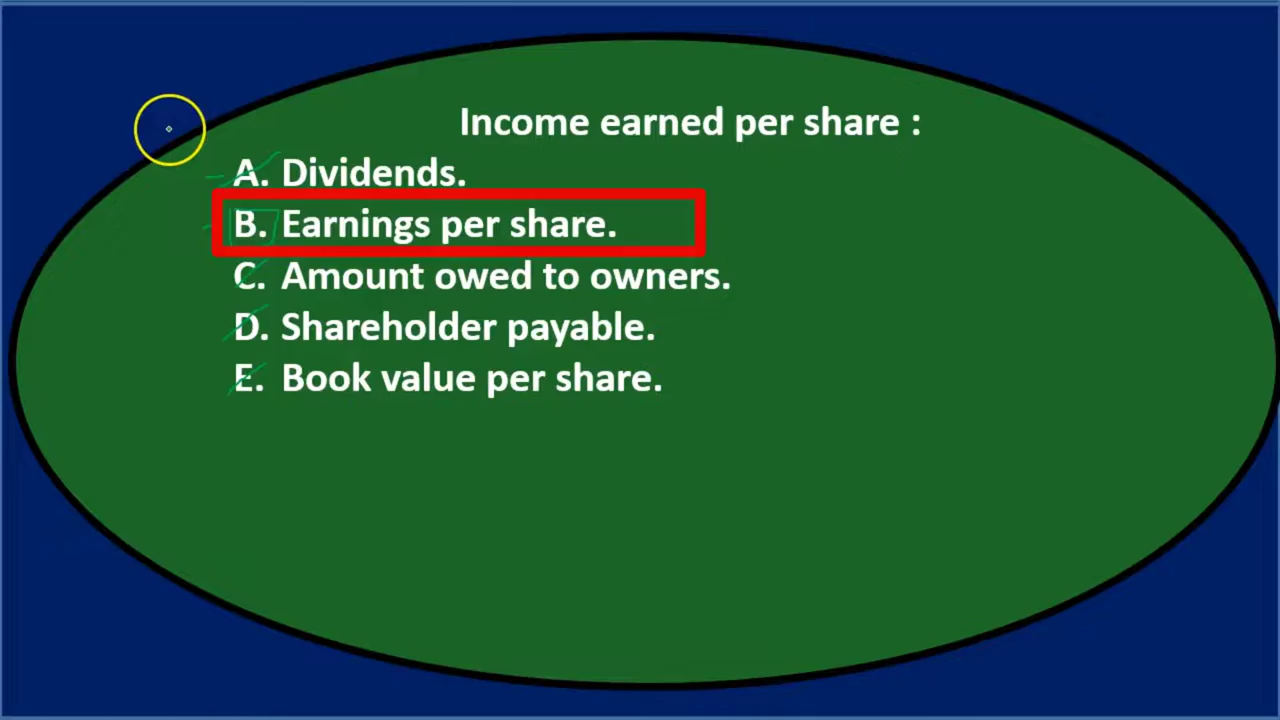 Income earned per share :
A. Dividends.
B. Earnings per share.
C. Amount owed to owners.
D. Shareholder payable.
E. Book value per share.